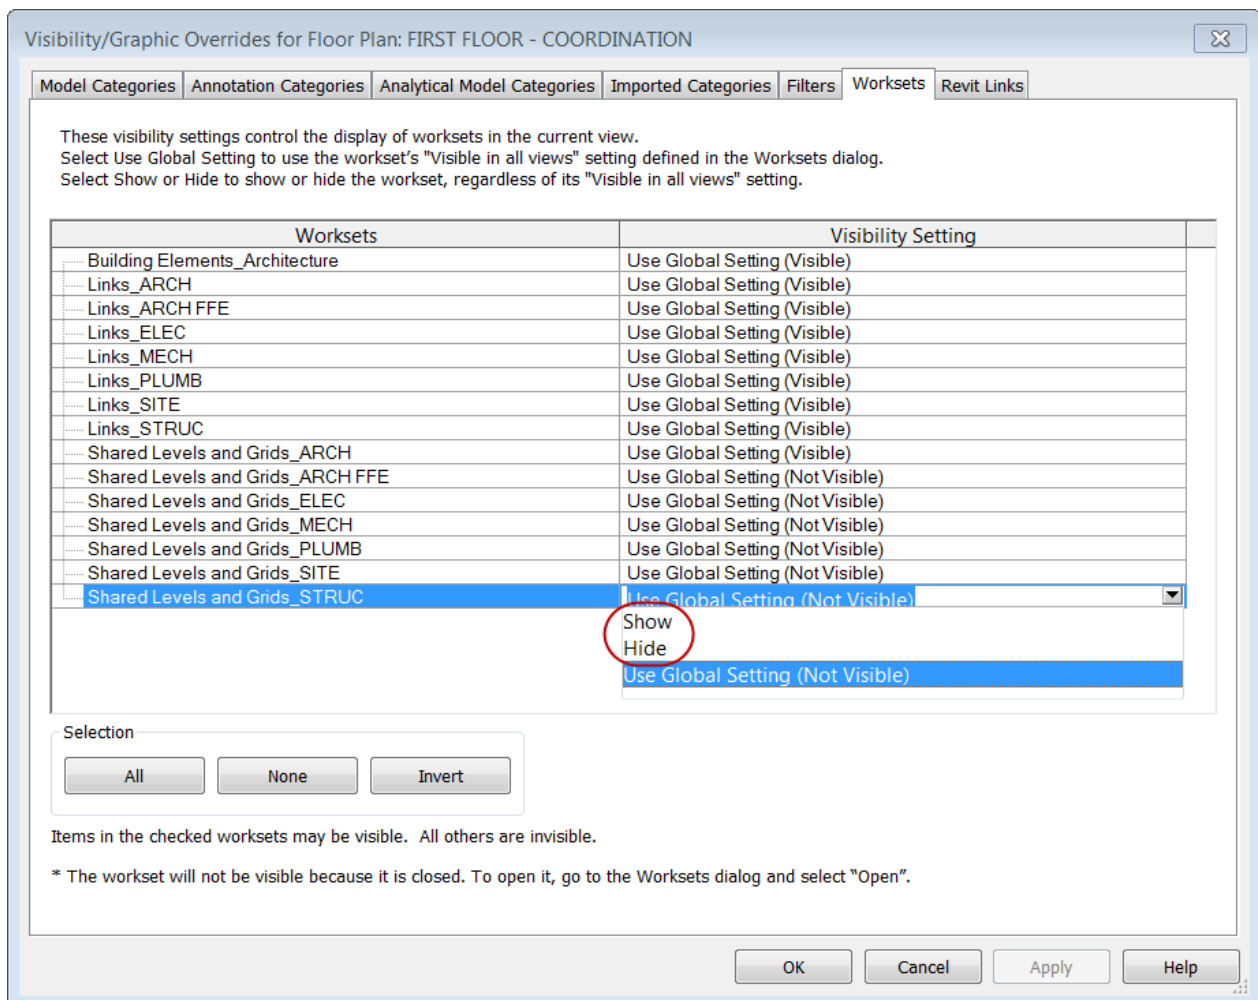 Visibility/Graphic Overrides for Floor Plan: FIRST FLOOR - COORDINATION
Model Categories Annotation Categories Analytical Model Categories Imported Categories Filters Worksets Revit Links
These visibility settings control the display of worksets in the current view.
Select Use Global Setting to use the workset's "Visible in all views" setting defined in the Worksets dialog.
Select Show or Hide to show or hide the workset, regardless of its "Visible in all views" setting.
Worksets Visibility Setting
Building Elements_Architecture Use Global Setting (Visible)
Links_ARCH Use Global Setting (Visible)
Links_ARCH FFE Use Global Setting (Visible)
Links_ELEC Use Global Setting (Visible)
Links_MECH Use Global Setting (Visible)
Links_PLUMB Use Global Setting (Visible)
Links_SITE Use Global Setting (Visible)
Links_STRUC Use Global Setting (Visible)
Shared Levels and Grids_ARCH Use Global Setting (Visible)
Shared Levels and Grids_ARCH FFE Use Global Setting (Not Visible)
Shared Levels and Grids_ELEC Use Global Setting (Not Visible)
Shared Levels and Grids_MECH Use Global Setting (Not Visible)
Shared Levels and Grids_PLUMB Use Global Setting (Not Visible)
Shared Levels and Grids_SITE Use Global Setting (Not Visible)
Shared Levels and Grids_STRUC Use Global Setting (Not Visible)
Show
Hide
Use Global Setting (Not Visible)
Selection
All None Invert
Items in the checked worksets may be visible. All others are invisible.
* The workset will not be visible because it is closed. To open it, go to the Worksets dialog and select “Open”.
OK Cancel Apply Help